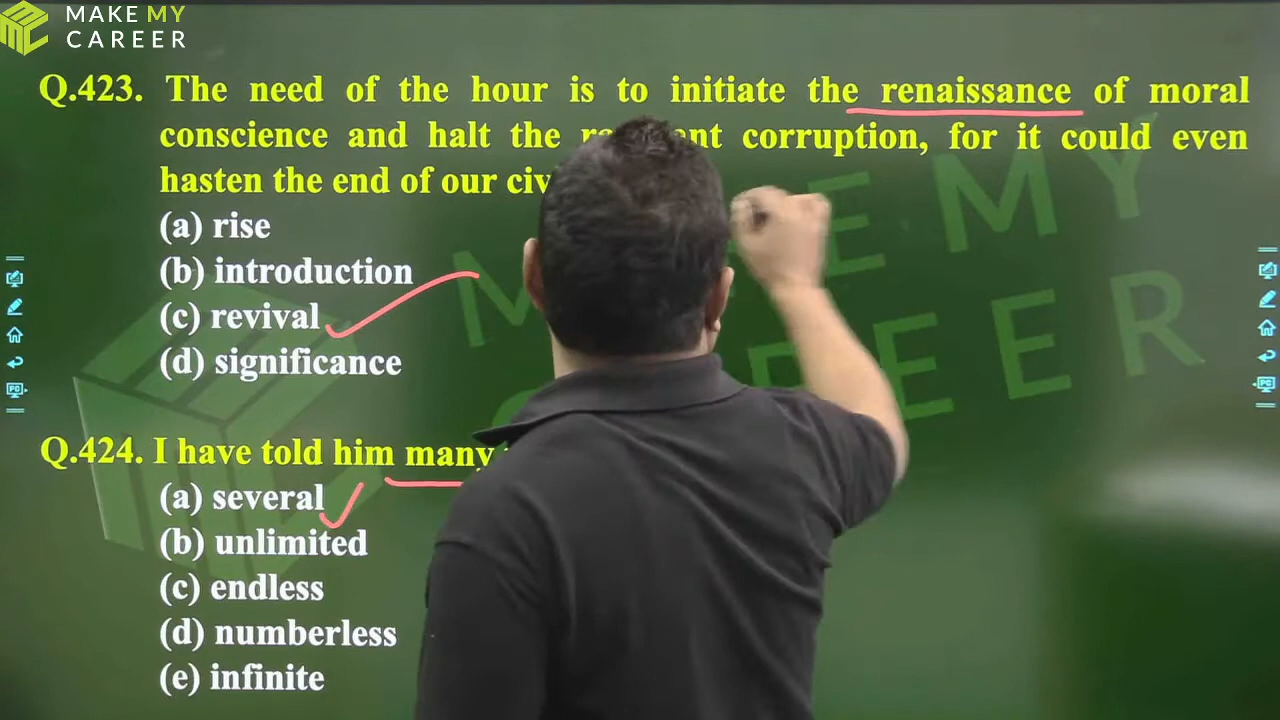 MAKE MY
CAREER
Q.423. The need of the hour is to initiate the renaissance of moral
conscience and halt the corruption, for it could even
hasten the end of our
(a) rise
(b) introduction
(c) revival
(d) significance
Q.424. I have told him many
(a) several
(b) unlimited
(c) endless
(d) numberless
(e) infinite